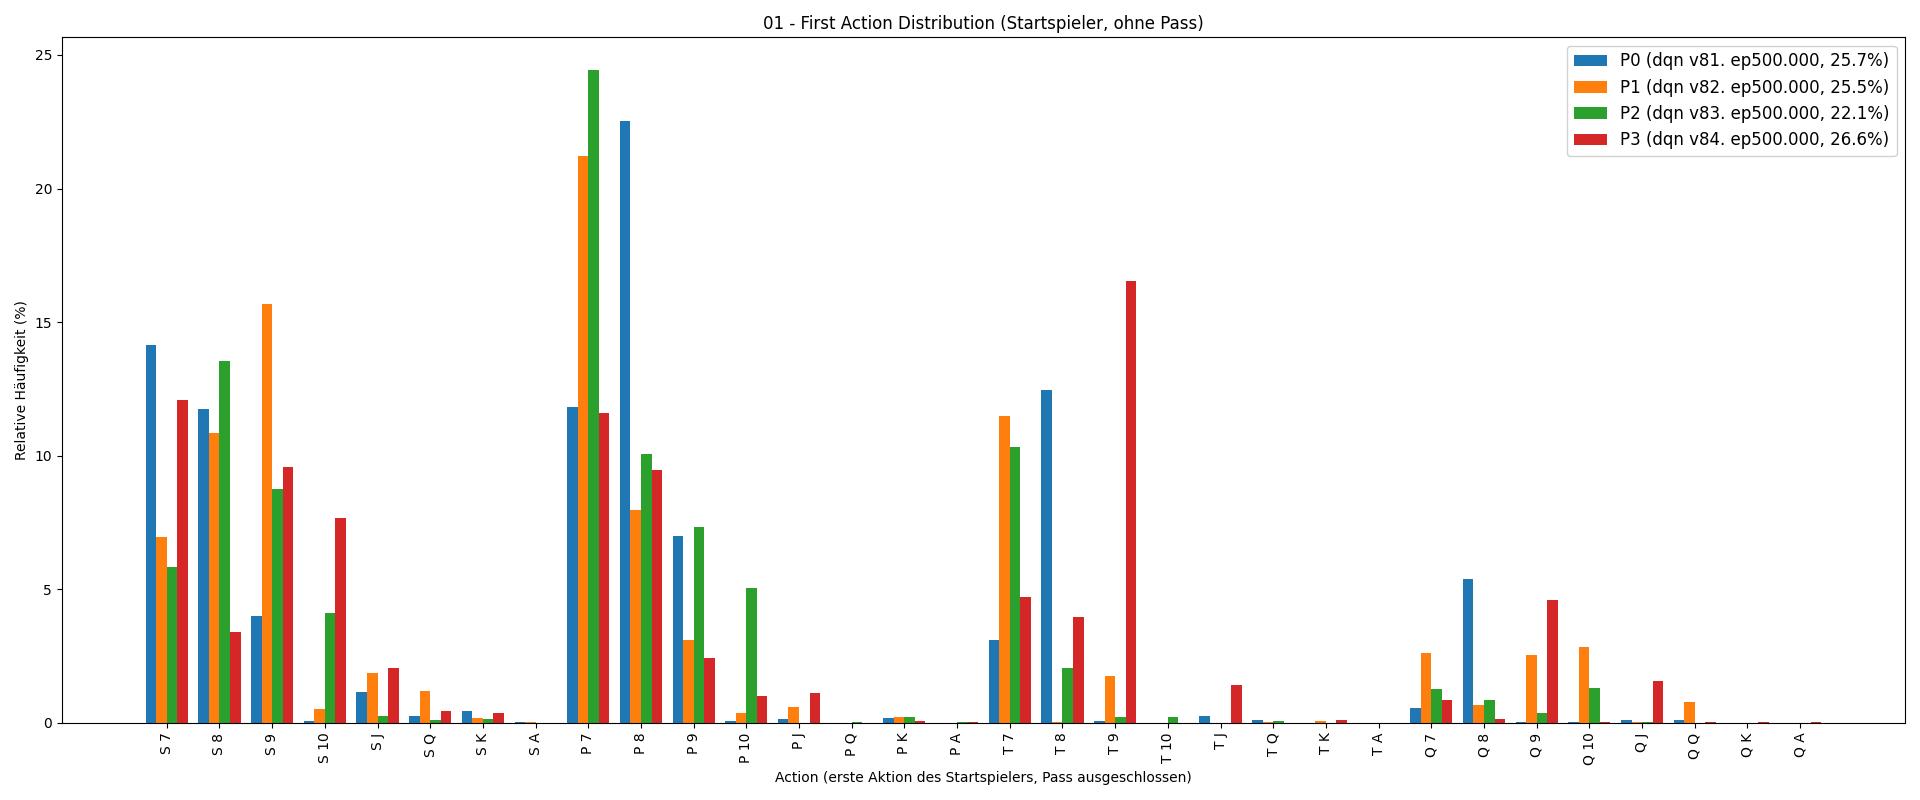 01 - First Action Distribution (Startspieler, ohne Pass)
P0 (dqn v81. ep500.000, 25.7%)
P1 (dqn v82. ep500.000, 25.5%)
P2 (dqn v83. ep500.000, 22.1%)
P3 (dqn v84. ep500.000, 26.6%)
Relative Häufigkeit (%)
25
20
15
10
5
0
S 7
S 8
S 9
S 10
S J
S Q
S K
S A
P 7
P 8
P 9
P 10
P J
P Q
P K
P A
T 7
T 8
T 9
T 10
T J
T Q
T K
T A
Q 7
Q 8
Q 9
Q 10
Q J
Q Q
Q K
Q A
Action (erste Aktion des Startspielers, Pass ausgeschlossen)